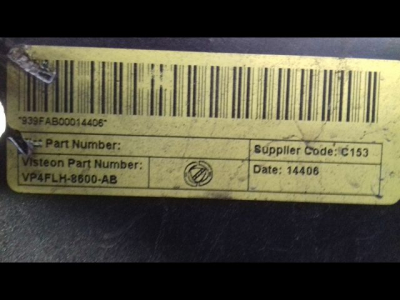 *939FAB00014406*
Part Number:
Supplier Code: C153
Visteon Part Number:
Date: 14406
VP4FLH-8600-AB